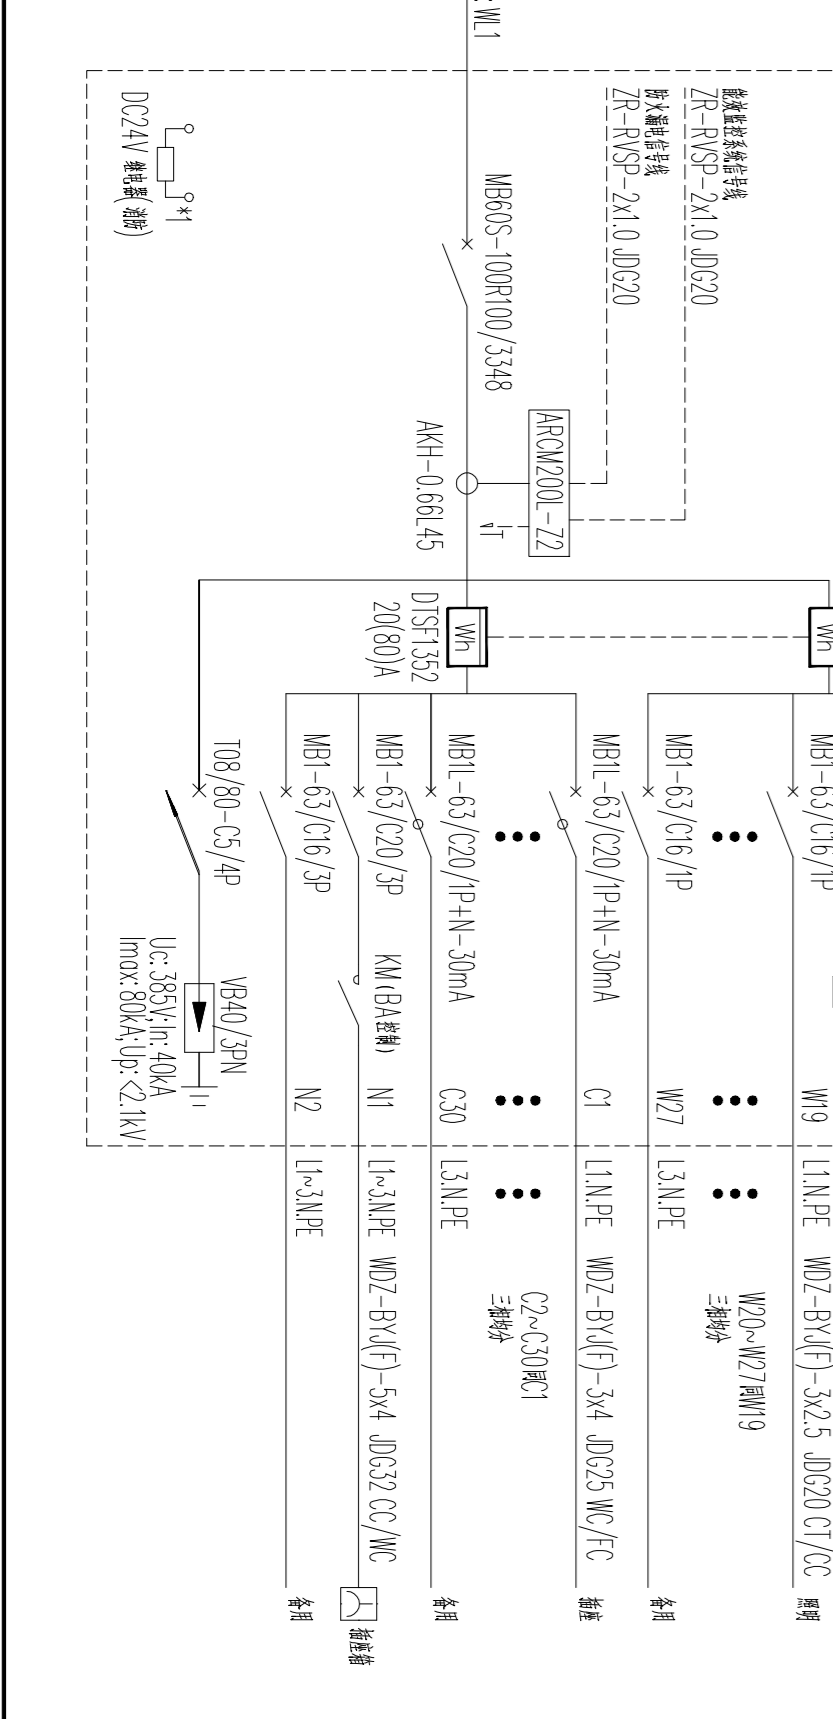 WL1
能效监控系统信号线
ZR-RVSP-2x1.0 JDG20
防火漏电信号线
ZR-RVSP-2x1.0 JDG20
MB60S-100R100/3348
ARCM200L-Z2
T
AKH-0.66L45
*1
DC24V 继电器(消防)
Wh
Wh
DTSF1352
20(80)A
MB1-63/C16/1P
W19
L1.N.PE
WDZ-BYJ(F)-3x2.5 JDG20 CT/CC
照明
W20~W27同W19
三相均分
MB1-63/C16/1P
W27
L3.N.PE
备用
MB1L-63/C20/1P+N-30mA
C1
L1.N.PE
WDZ-BYJ(F)-3x4 JDG25 WC/FC
插座
C2~C30同C1
三相均分
MB1L-63/C20/1P+N-30mA
C30
L3.N.PE
备用
MB1-63/C20/3P
KM(BA控制)
N1
L1~3.N.PE
WDZ-BYJ(F)-5x4 JDG32 CC/WC
插座箱
MB1-63/C16/3P
N2
L1~3.N.PE
备用
T08/80-C5/4P
VB40/3PN
Uc: 385V;In: 40kA
Imax: 80kA;Up: <2.1kV